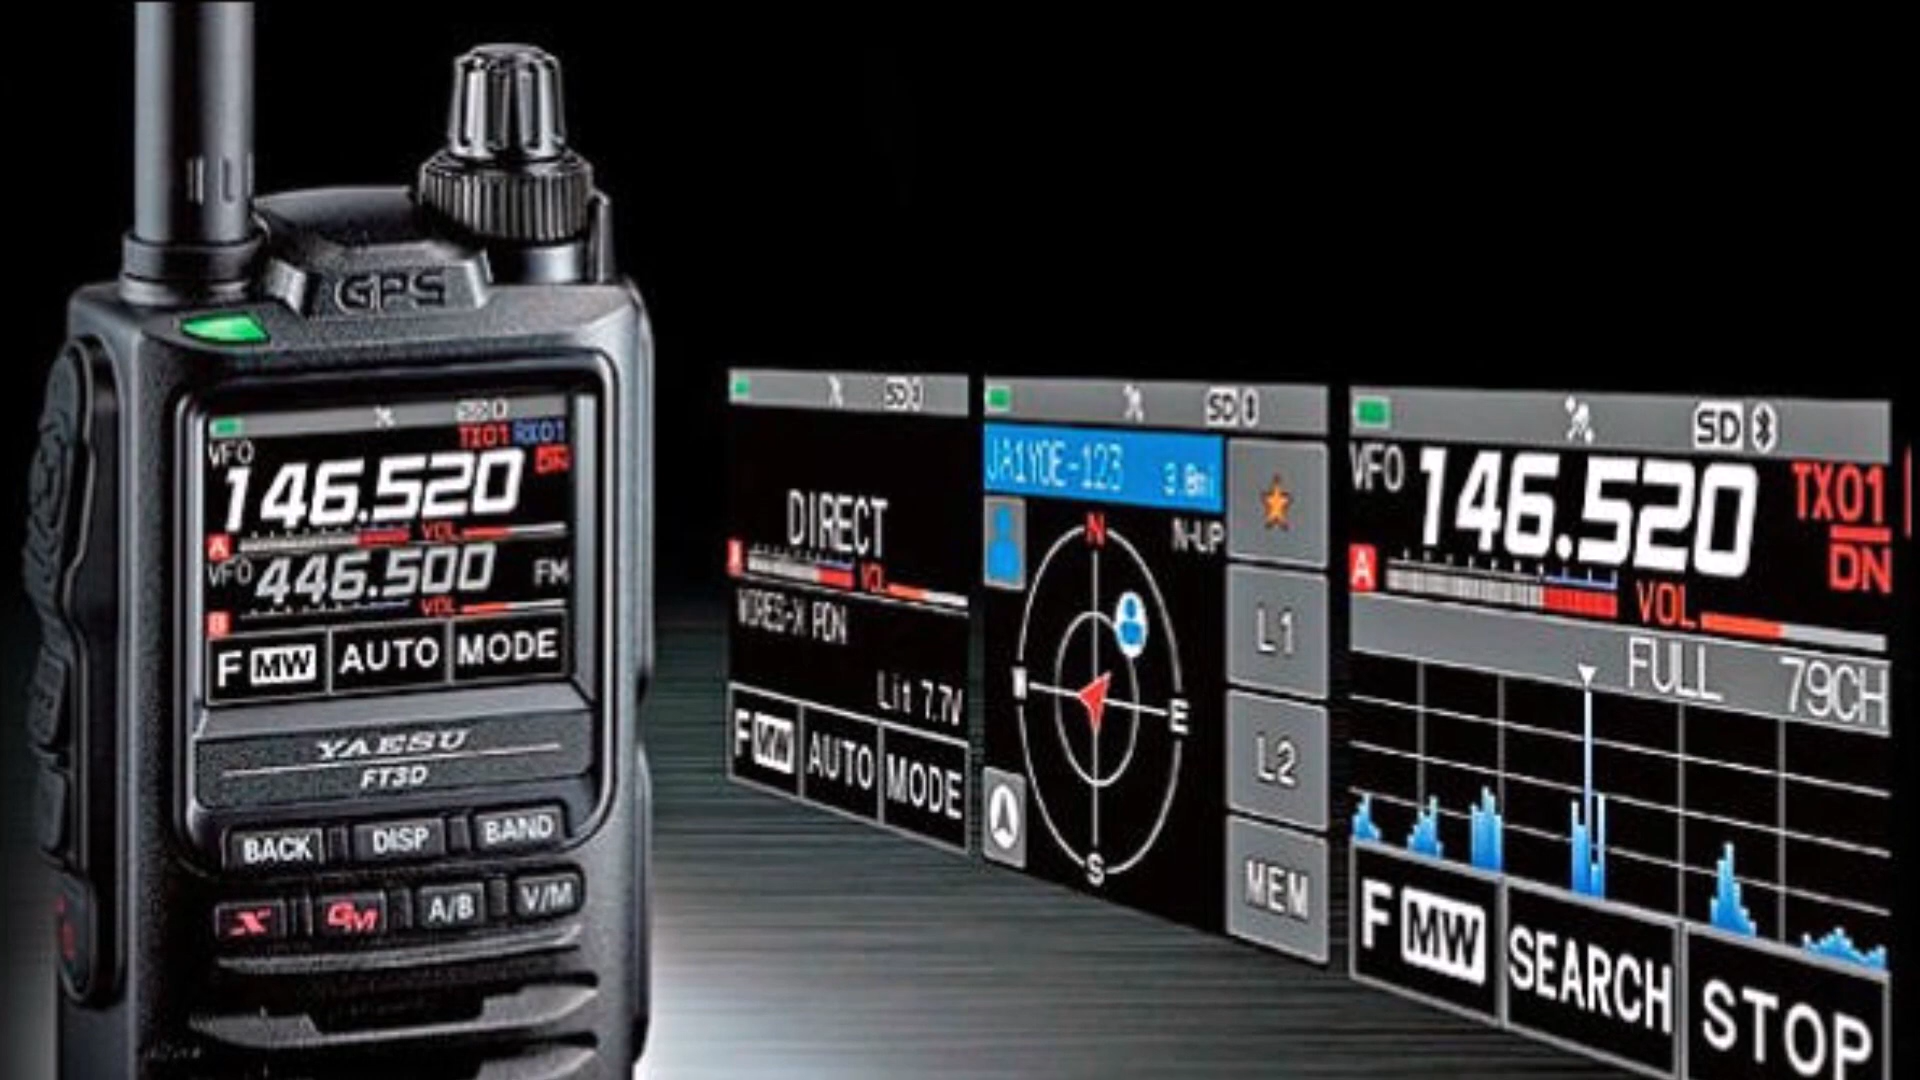 GPS
VFO TX01 RX01
146.520 DN
A VOL
VFO 446.500 FM
B VOL
F MW AUTO MODE
YAESU
FT3D
BACK DISP BAND
X GM A/B V/M
SD
DIRECT
VOL
WIRES-X PDN
Lit 7.7V
F MW AUTO MODE
SD
JA1YOE-123 3.8mi
N N-UP
E
S
L1
L2
MEM
SD
VFO 146.520 TX01
DN
A VOL
FULL 79CH
F MW SEARCH STOP